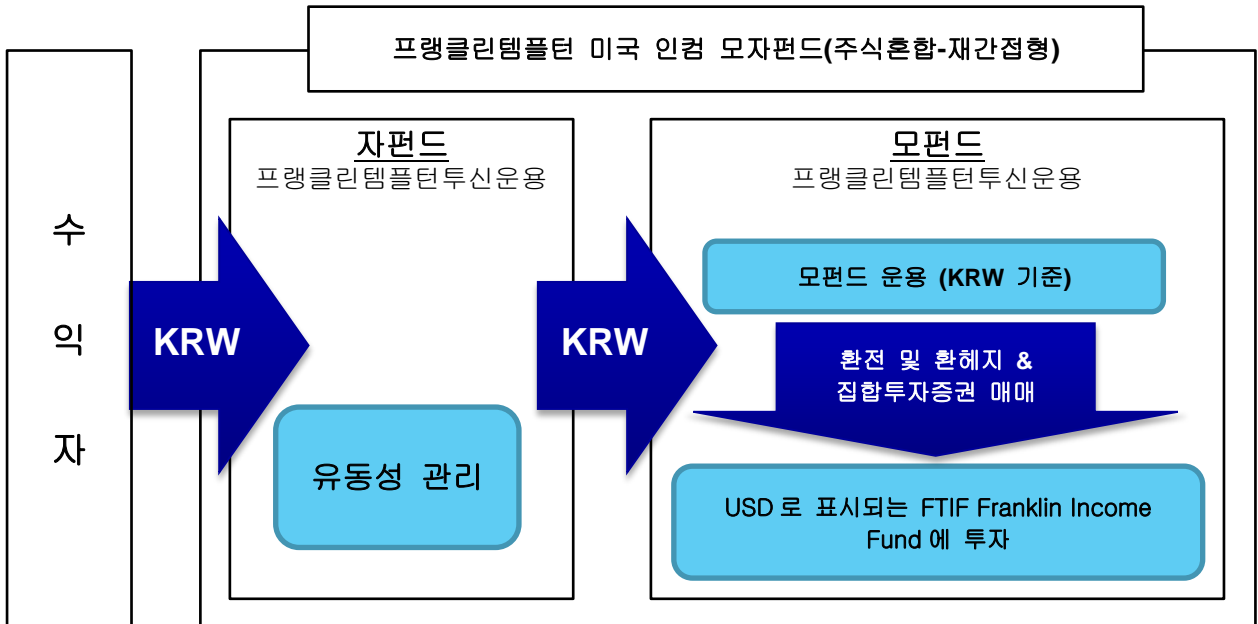 프랭클린템플턴 미국 인컴 모자펀드(주식혼합-재간접형)
수
익
자
KRW
자펀드
프랭클린템플턴투신운용
유동성 관리
KRW
모펀드
프랭클린템플턴투신운용
모펀드 운용 (KRW 기준)
환전 및 환헤지 &
집합투자증권 매매
USD 로 표시되는 FTIF Franklin Income
Fund 에 투자